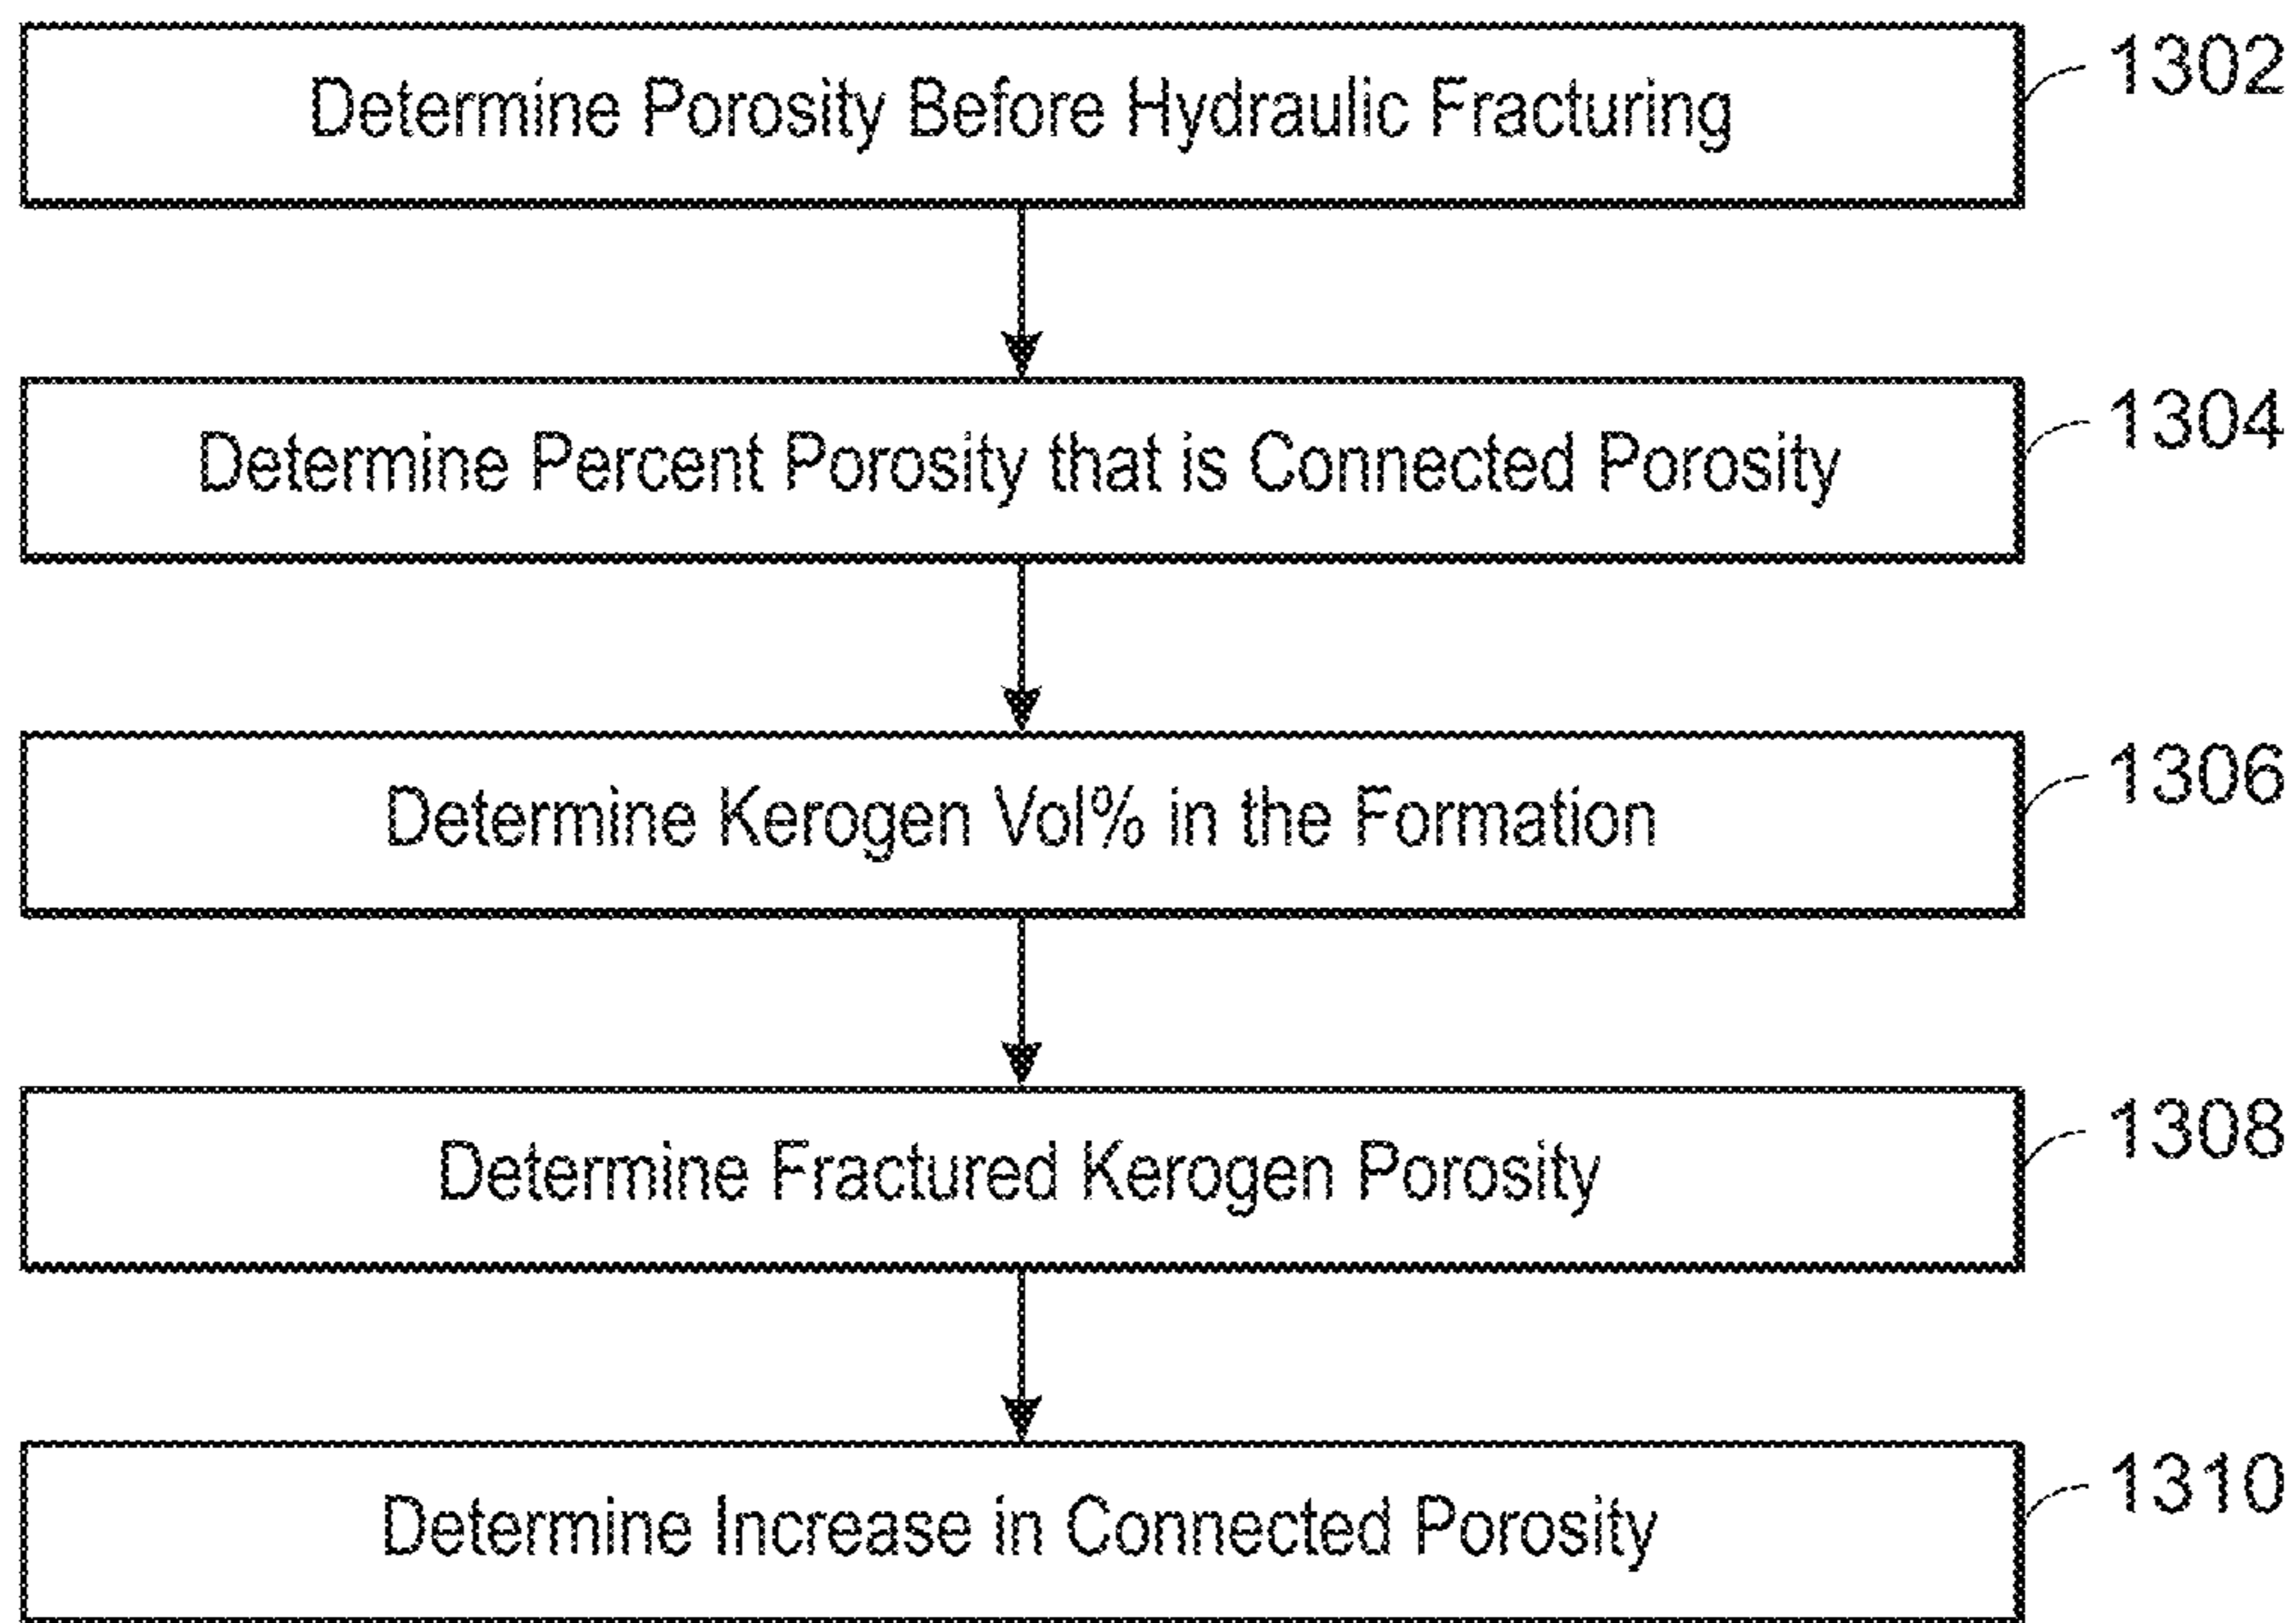 Determine Porosity Before Hydraulic Fracturing
1302
Determine Percent Porosity that is Connected Porosity
1304
Determine Kerogen Vol% in the Formation
1306
Determine Fractured Kerogen Porosity
1308
Determine Increase in Connected Porosity
1310